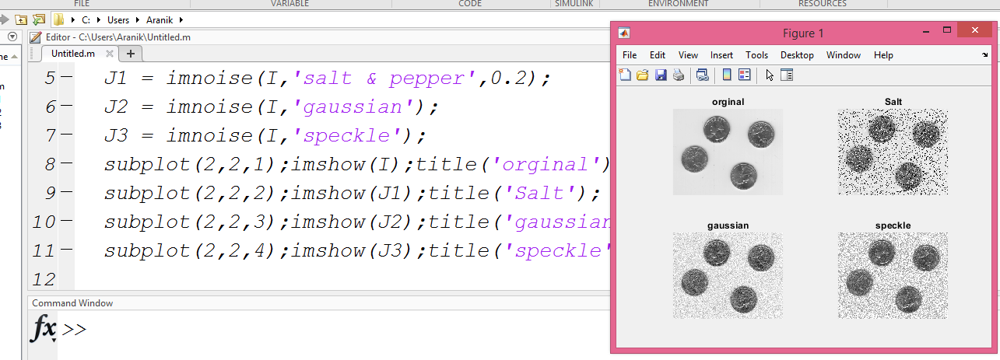 FILE VARIABLE CODE SIMULINK ENVIRONMENT RESOURCES
C: Users Aranik
Editor - C:\Users\Aranik\Untitled.m
Untitled.m
5 J1 = imnoise(I,'salt & pepper',0.2);
6 J2 = imnoise(I,'gaussian');
7 J3 = imnoise(I,'speckle');
8 subplot(2,2,1);imshow(I);title('orginal')
9 subplot(2,2,2);imshow(J1);title('Salt');
10 subplot(2,2,3);imshow(J2);title('gaussian
11 subplot(2,2,4);imshow(J3);title('speckle'
12
Command Window
fx >>
Figure 1
File Edit View Insert Tools Desktop Window Help
orginal Salt
gaussian speckle